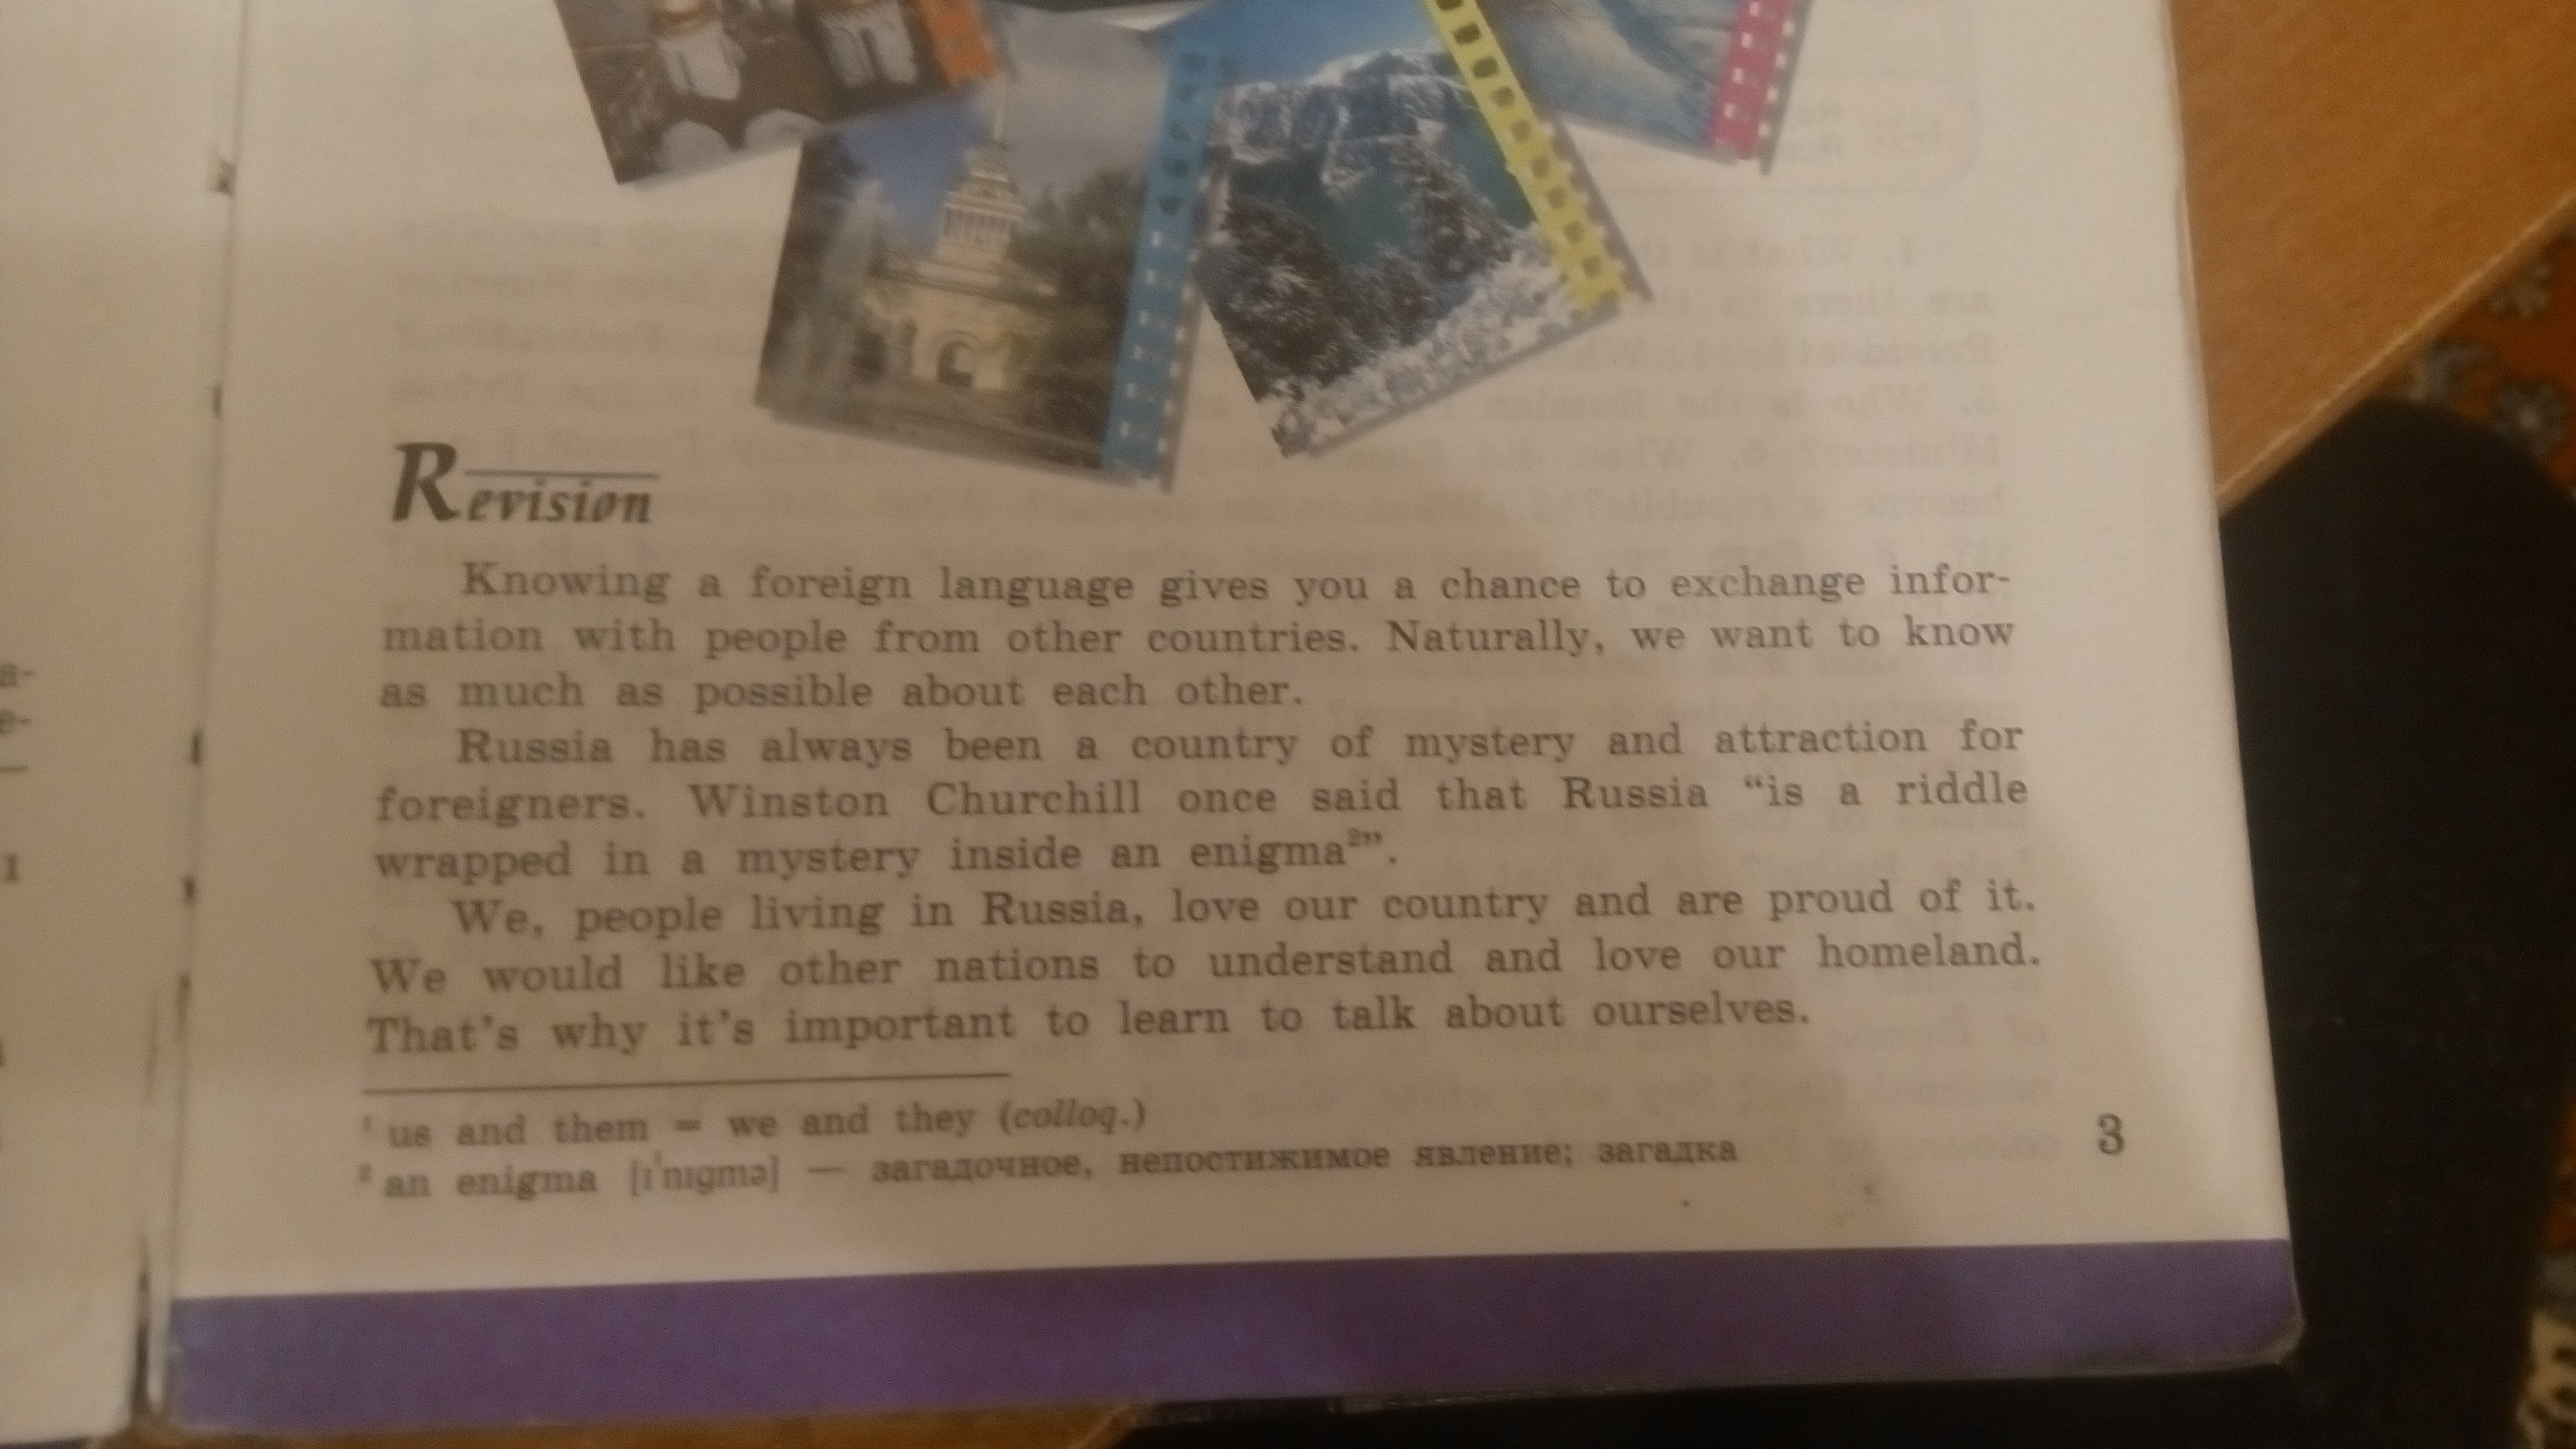 Revision
Knowing a foreign language gives you a chance to exchange infor-
mation with people from other countries. Naturally, we want to know
as much as possible about each other.
Russia has always been a country of mystery and attraction for
foreigners. Winston Churchill once said that Russia “is a riddle
wrapped in a mystery inside an enigma²”.
We, people living in Russia, love our country and are proud of it.
We would like other nations to understand and love our homeland.
That's why it's important to learn to talk about ourselves.
¹ us and them = we and they (colloq.)
² an enigma [ɪˈnɪgmə] — загадочное, непостижимое явление; загадка
3